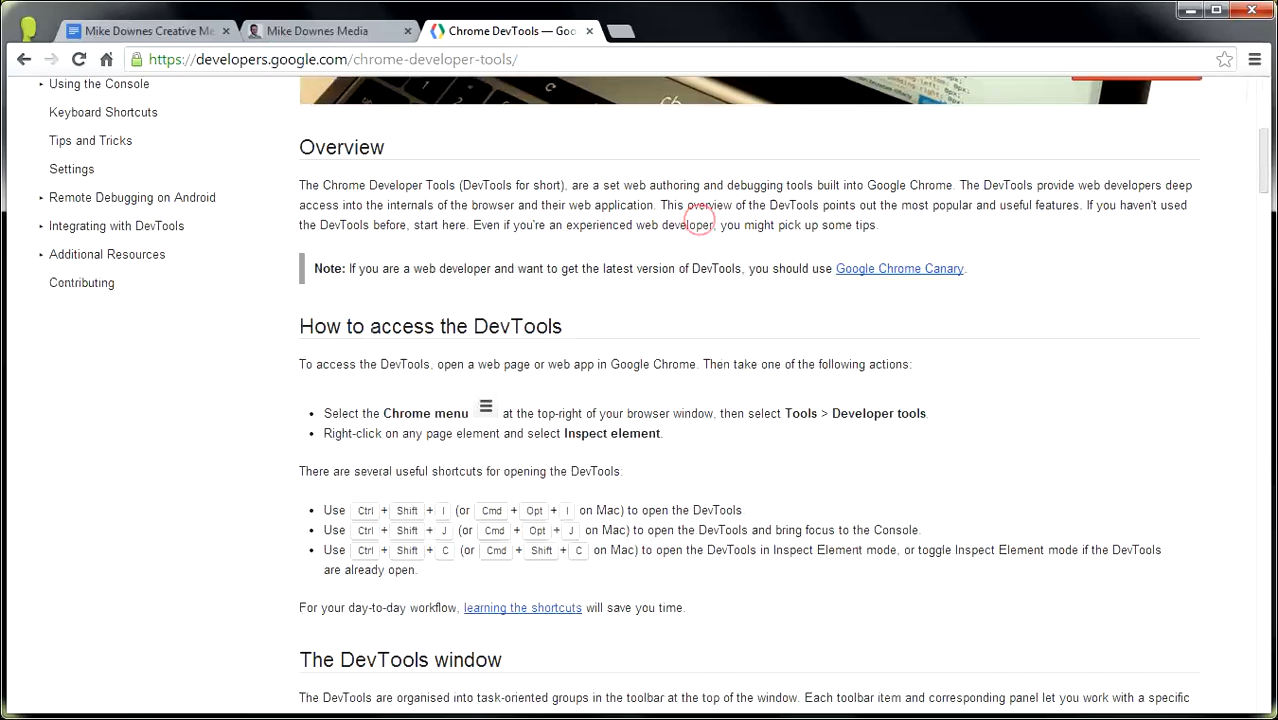 Mike Downes Creative Me
Mike Downes Media
Chrome DevTools — Goo
https://developers.google.com/chrome-developer-tools/
Using the Console
Keyboard Shortcuts
Tips and Tricks
Settings
Remote Debugging on Android
Integrating with DevTools
Additional Resources
Contributing
Overview
The Chrome Developer Tools (DevTools for short), are a set web authoring and debugging tools built into Google Chrome. The DevTools provide web developers deep
access into the internals of the browser and their web application. This overview of the DevTools points out the most popular and useful features. If you haven't used
the DevTools before, start here. Even if you're an experienced web developer, you might pick up some tips.
Note: If you are a web developer and want to get the latest version of DevTools, you should use Google Chrome Canary.
How to access the DevTools
To access the DevTools, open a web page or web app in Google Chrome. Then take one of the following actions:
• Select the Chrome menu at the top-right of your browser window, then select Tools > Developer tools.
• Right-click on any page element and select Inspect element.
There are several useful shortcuts for opening the DevTools:
• Use Ctrl + Shift + I (or Cmd + Opt + I on Mac) to open the DevTools
• Use Ctrl + Shift + J (or Cmd + Opt + J on Mac) to open the DevTools and bring focus to the Console.
• Use Ctrl + Shift + C (or Cmd + Shift + C on Mac) to open the DevTools in Inspect Element mode, or toggle Inspect Element mode if the DevTools
are already open.
For your day-to-day workflow, learning the shortcuts will save you time.
The DevTools window
The DevTools are organised into task-oriented groups in the toolbar at the top of the window. Each toolbar item and corresponding panel let you work with a specific